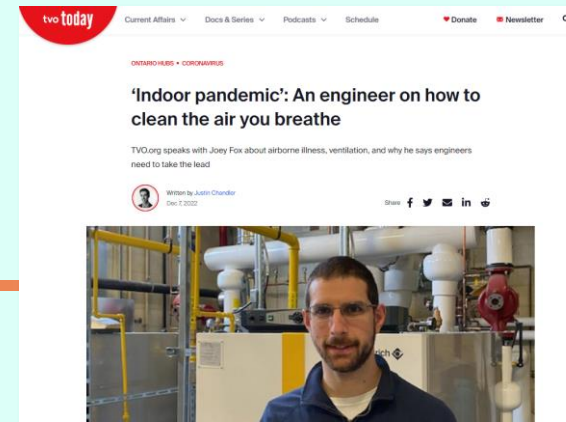 tvo today
Current Affairs Docs & Series Podcasts Schedule Donate Newsletter
ONTARIO HUBS • CORONAVIRUS
‘Indoor pandemic’: An engineer on how to
clean the air you breathe
TVO.org speaks with Joey Fox about airborne illness, ventilation, and why he says engineers
need to take the lead
Written by Justin Chandler
Dec 7, 2022
Share